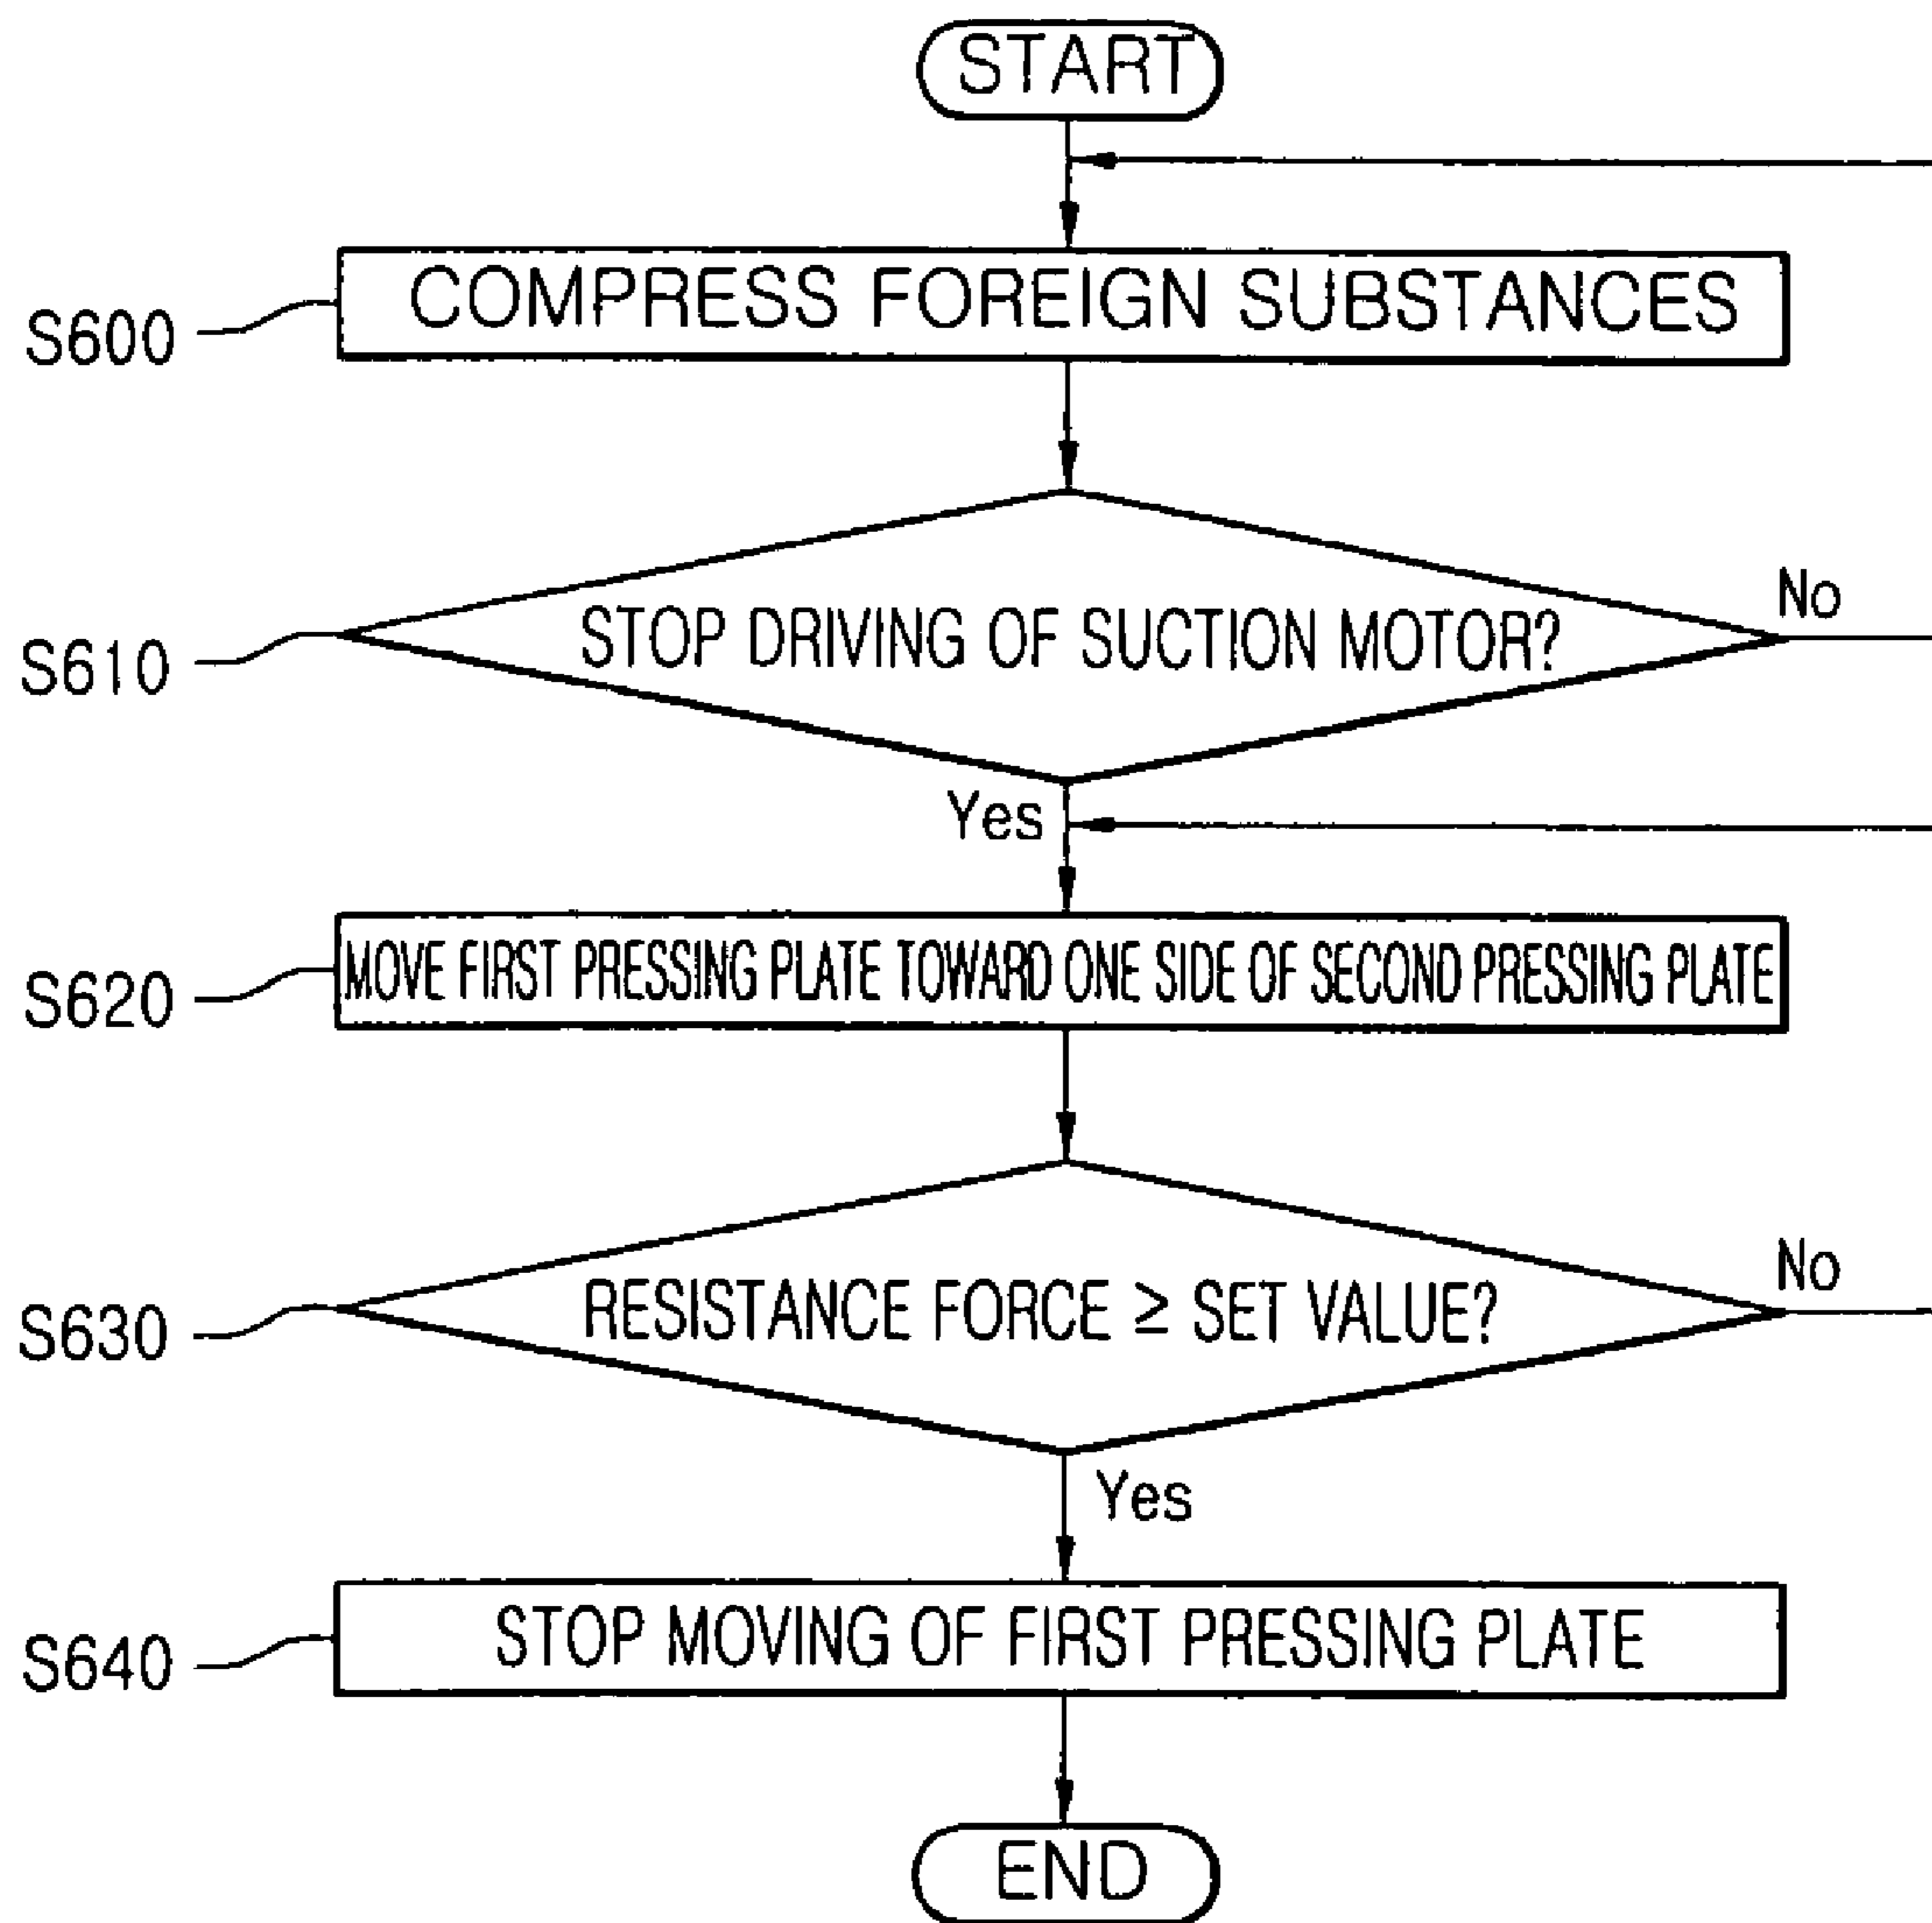 START
COMPRESS FOREIGN SUBSTANCES
S600
No
STOP DRIVING OF SUCTION MOTOR?
S610
Yes
MOVE FIRST PRESSING PLATE TOWARD ONE SIDE OF SECOND PRESSING PLATE
S620
No
RESISTANCE FORCE ≥ SET VALUE?
S630
Yes
STOP MOVING OF FIRST PRESSING PLATE
S640
END